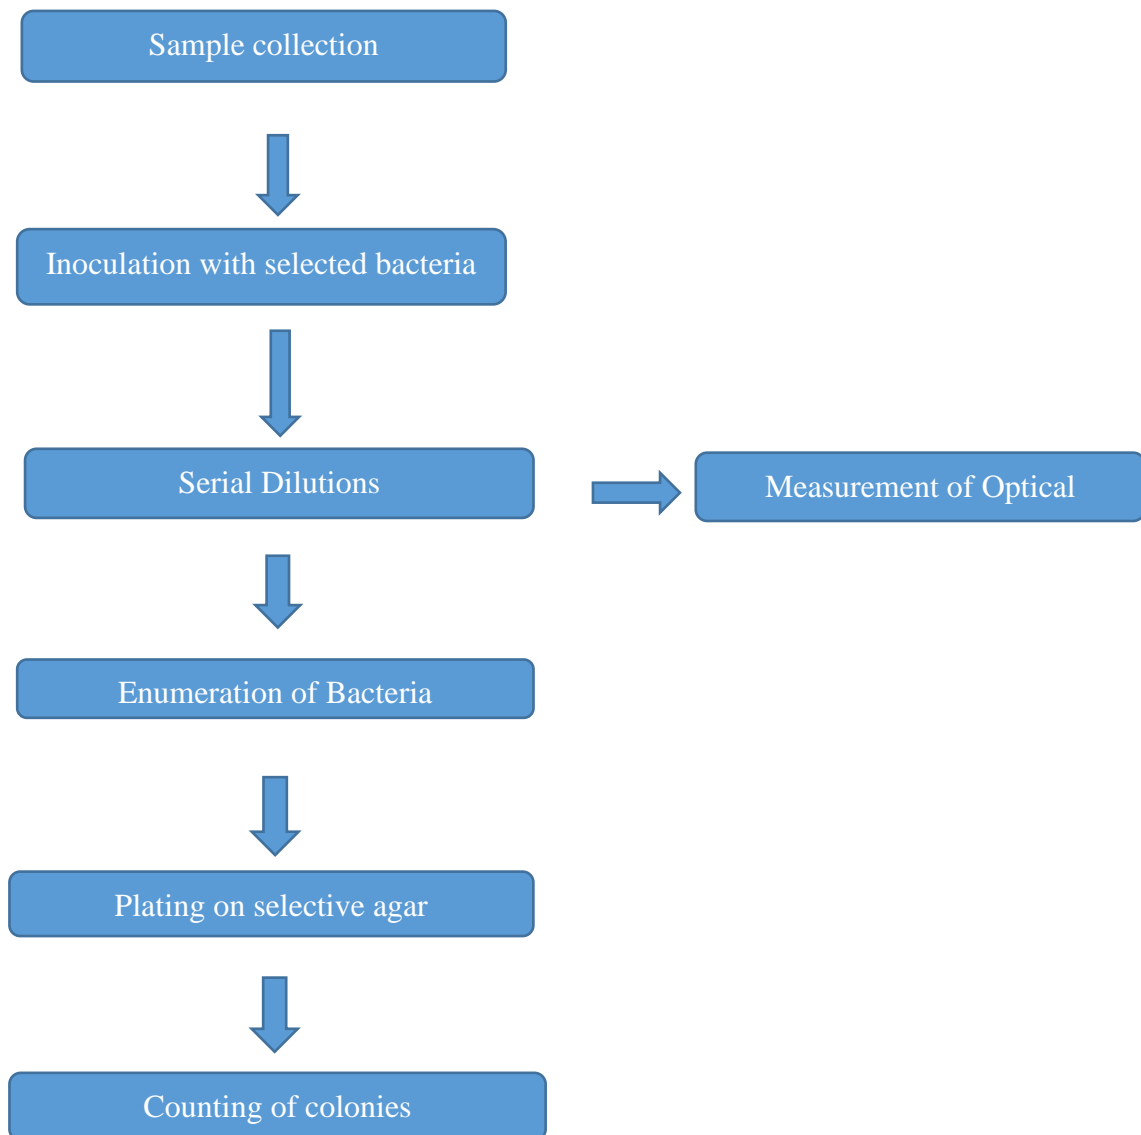 Sample collection
Inoculation with selected bacteria
Serial Dilutions
Measurement of Optical
Enumeration of Bacteria
Plating on selective agar
Counting of colonies